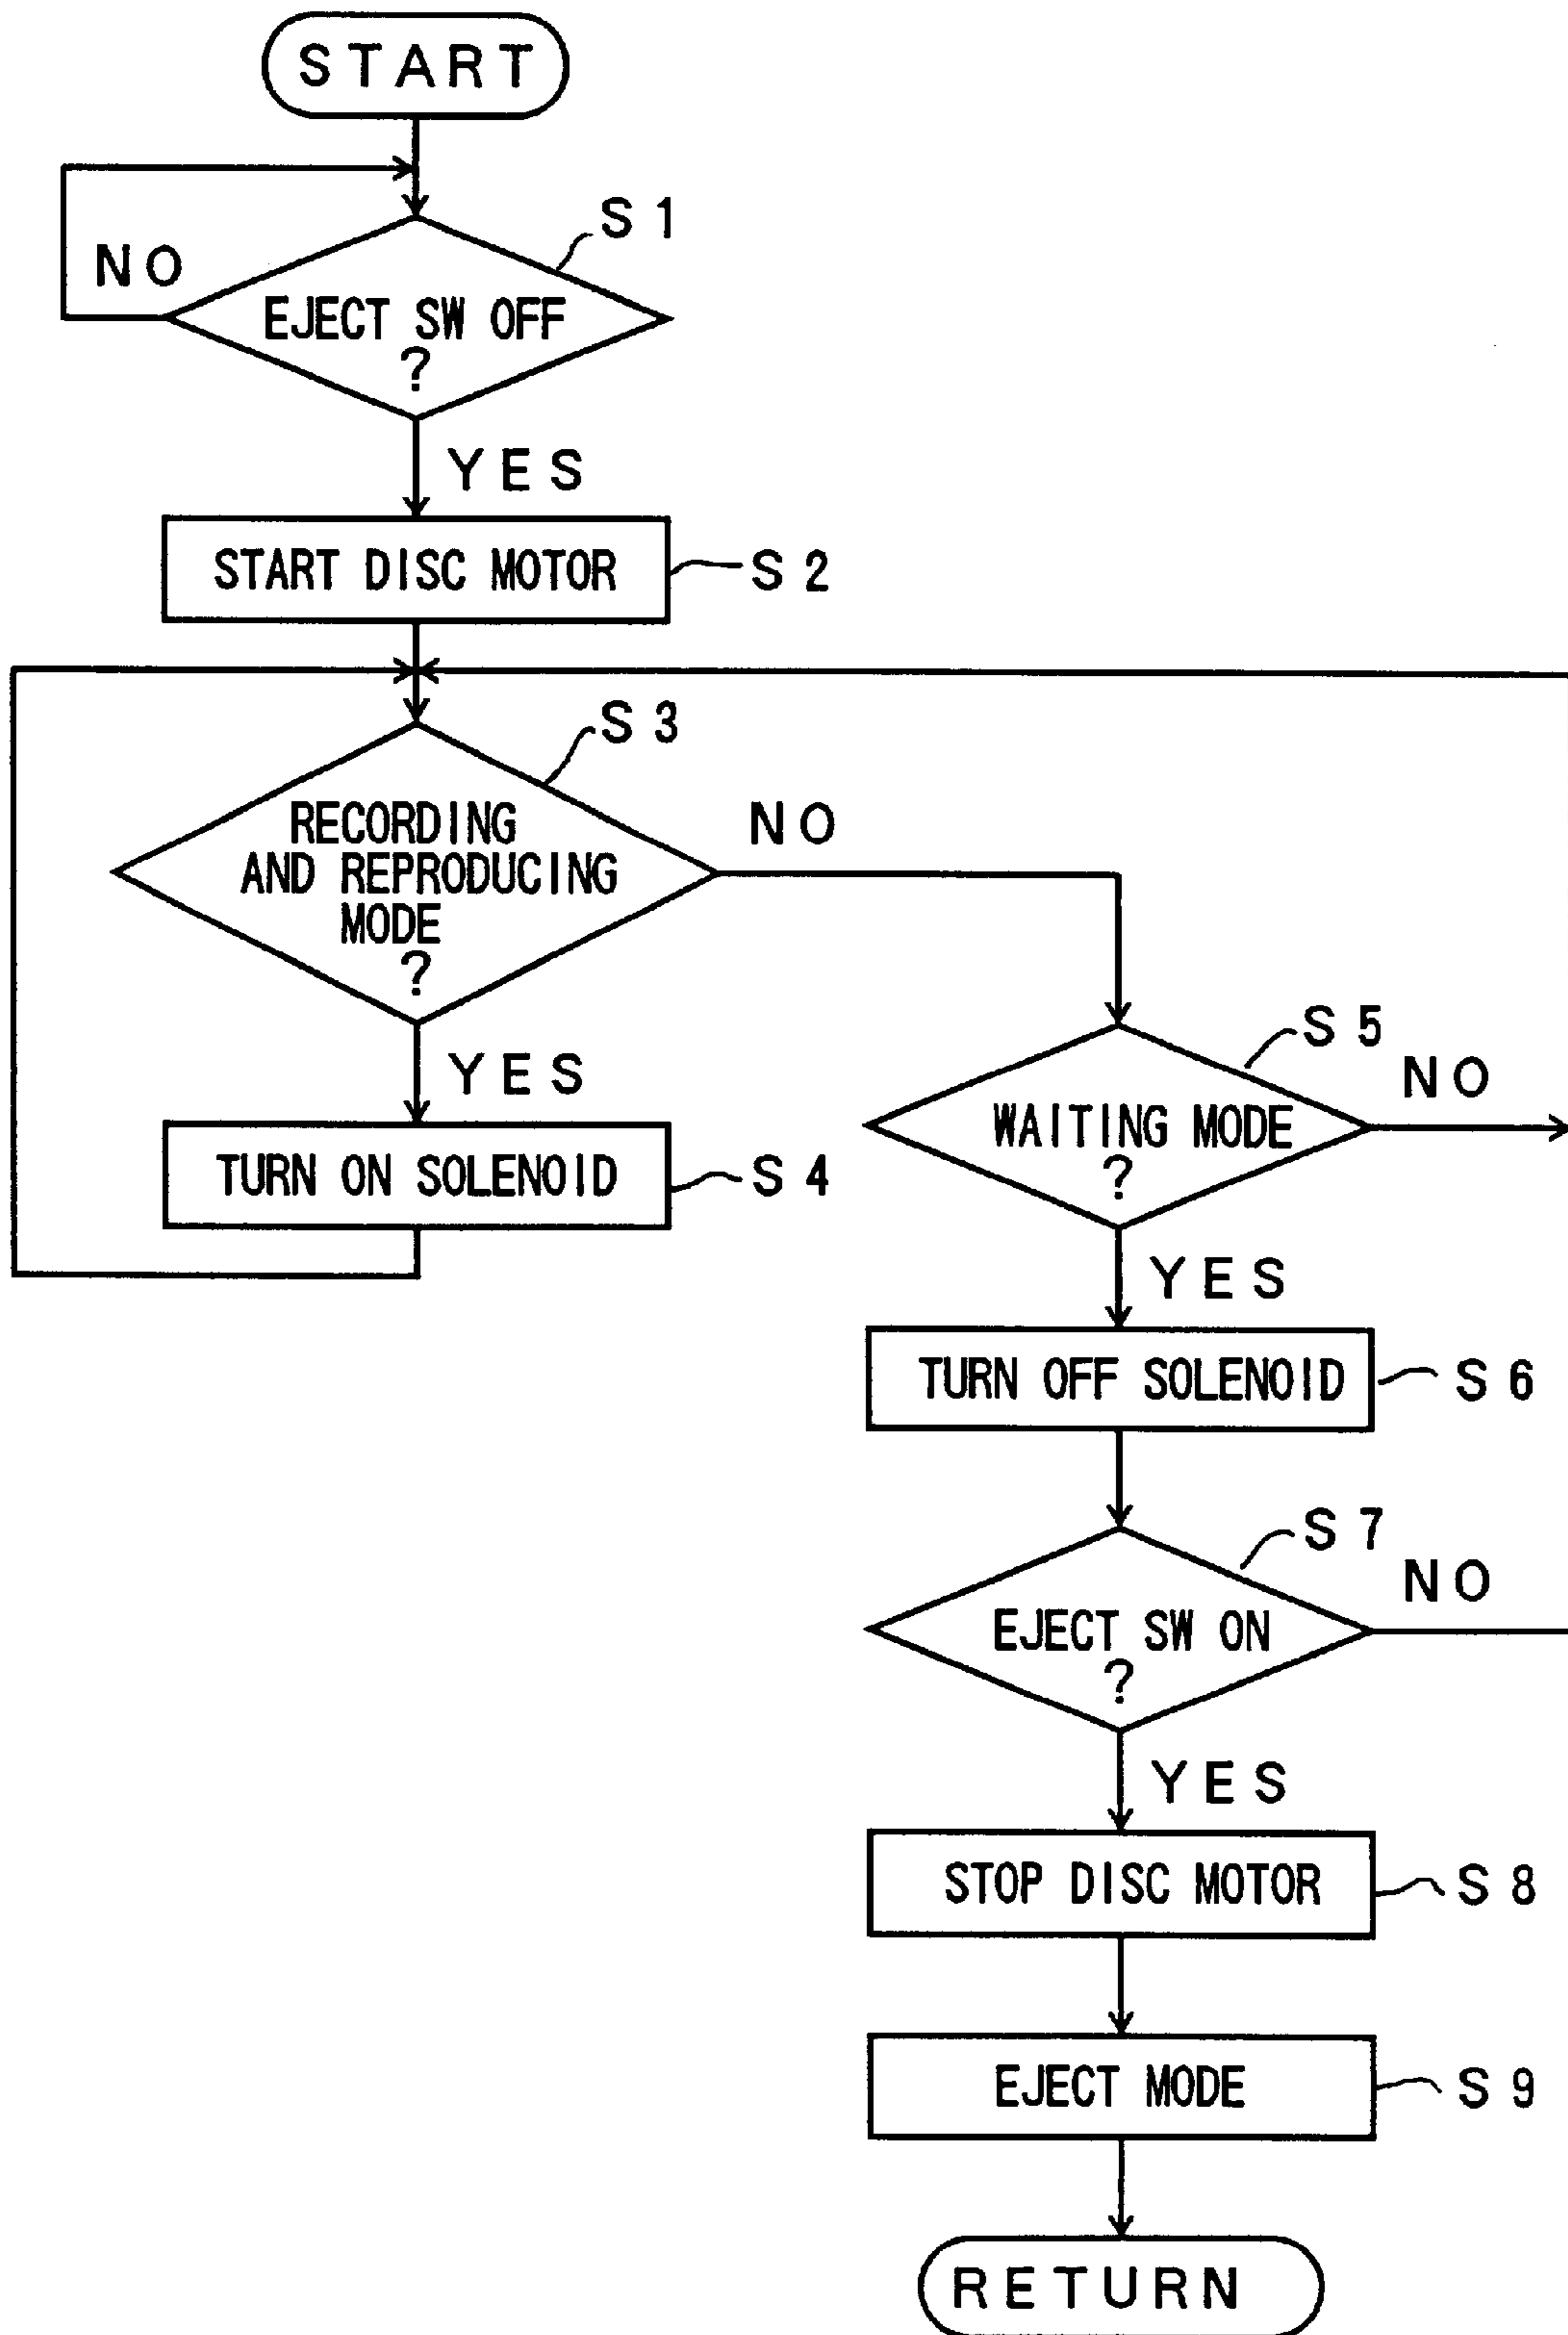 START
S1
NO
EJECT SW OFF
?
YES
START DISC MOTOR
S2
S3
RECORDING
AND REPRODUCING
MODE
?
NO
YES
TURN ON SOLENOID
S4
S5
NO
WAITING MODE
?
YES
TURN OFF SOLENOID
S6
S7
NO
EJECT SW ON
?
YES
STOP DISC MOTOR
S8
EJECT MODE
S9
RETURN